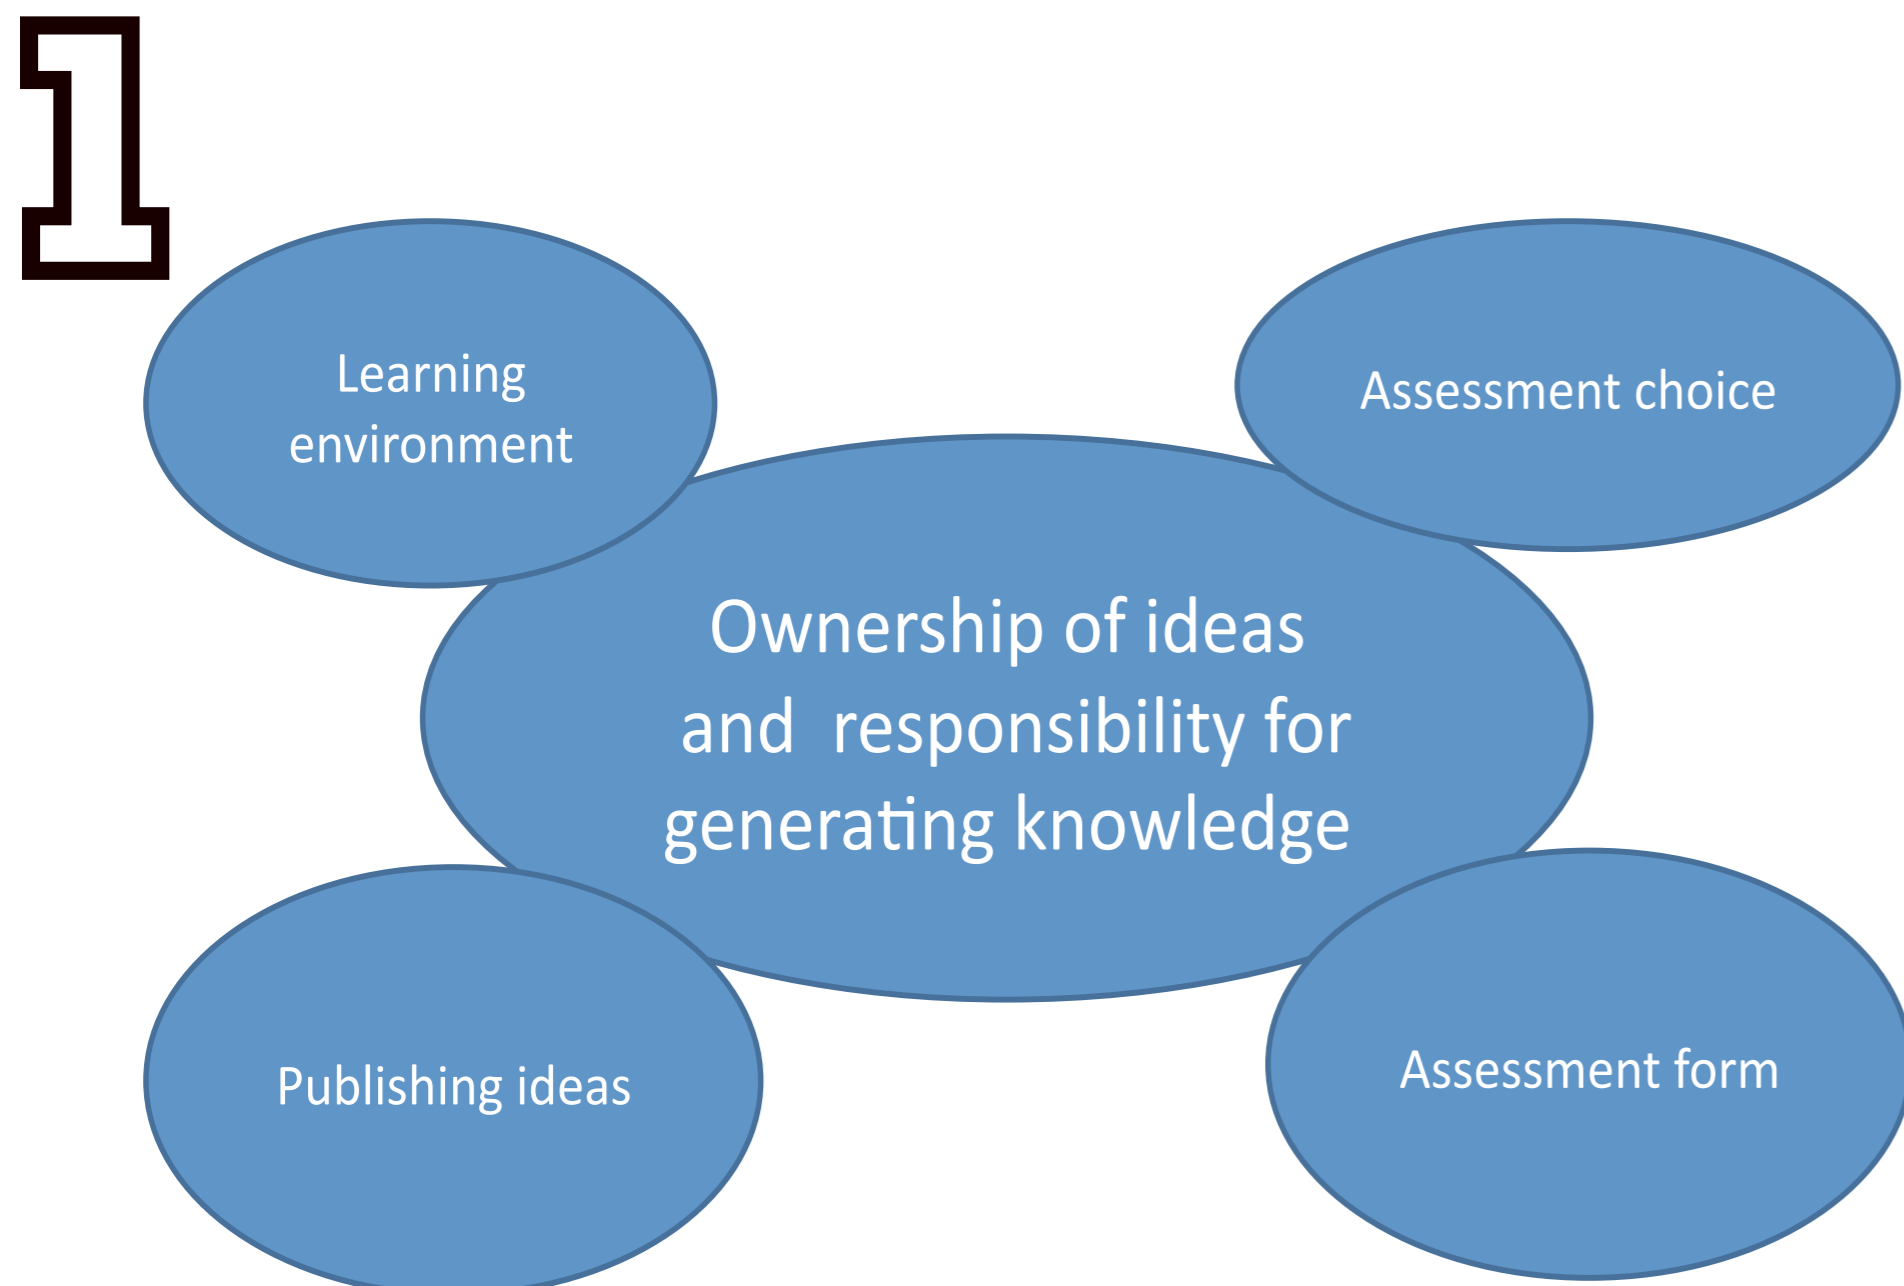 1
Learning
environment
Assessment choice
Ownership of ideas
and  responsibility for
generating knowledge
Publishing ideas
Assessment form